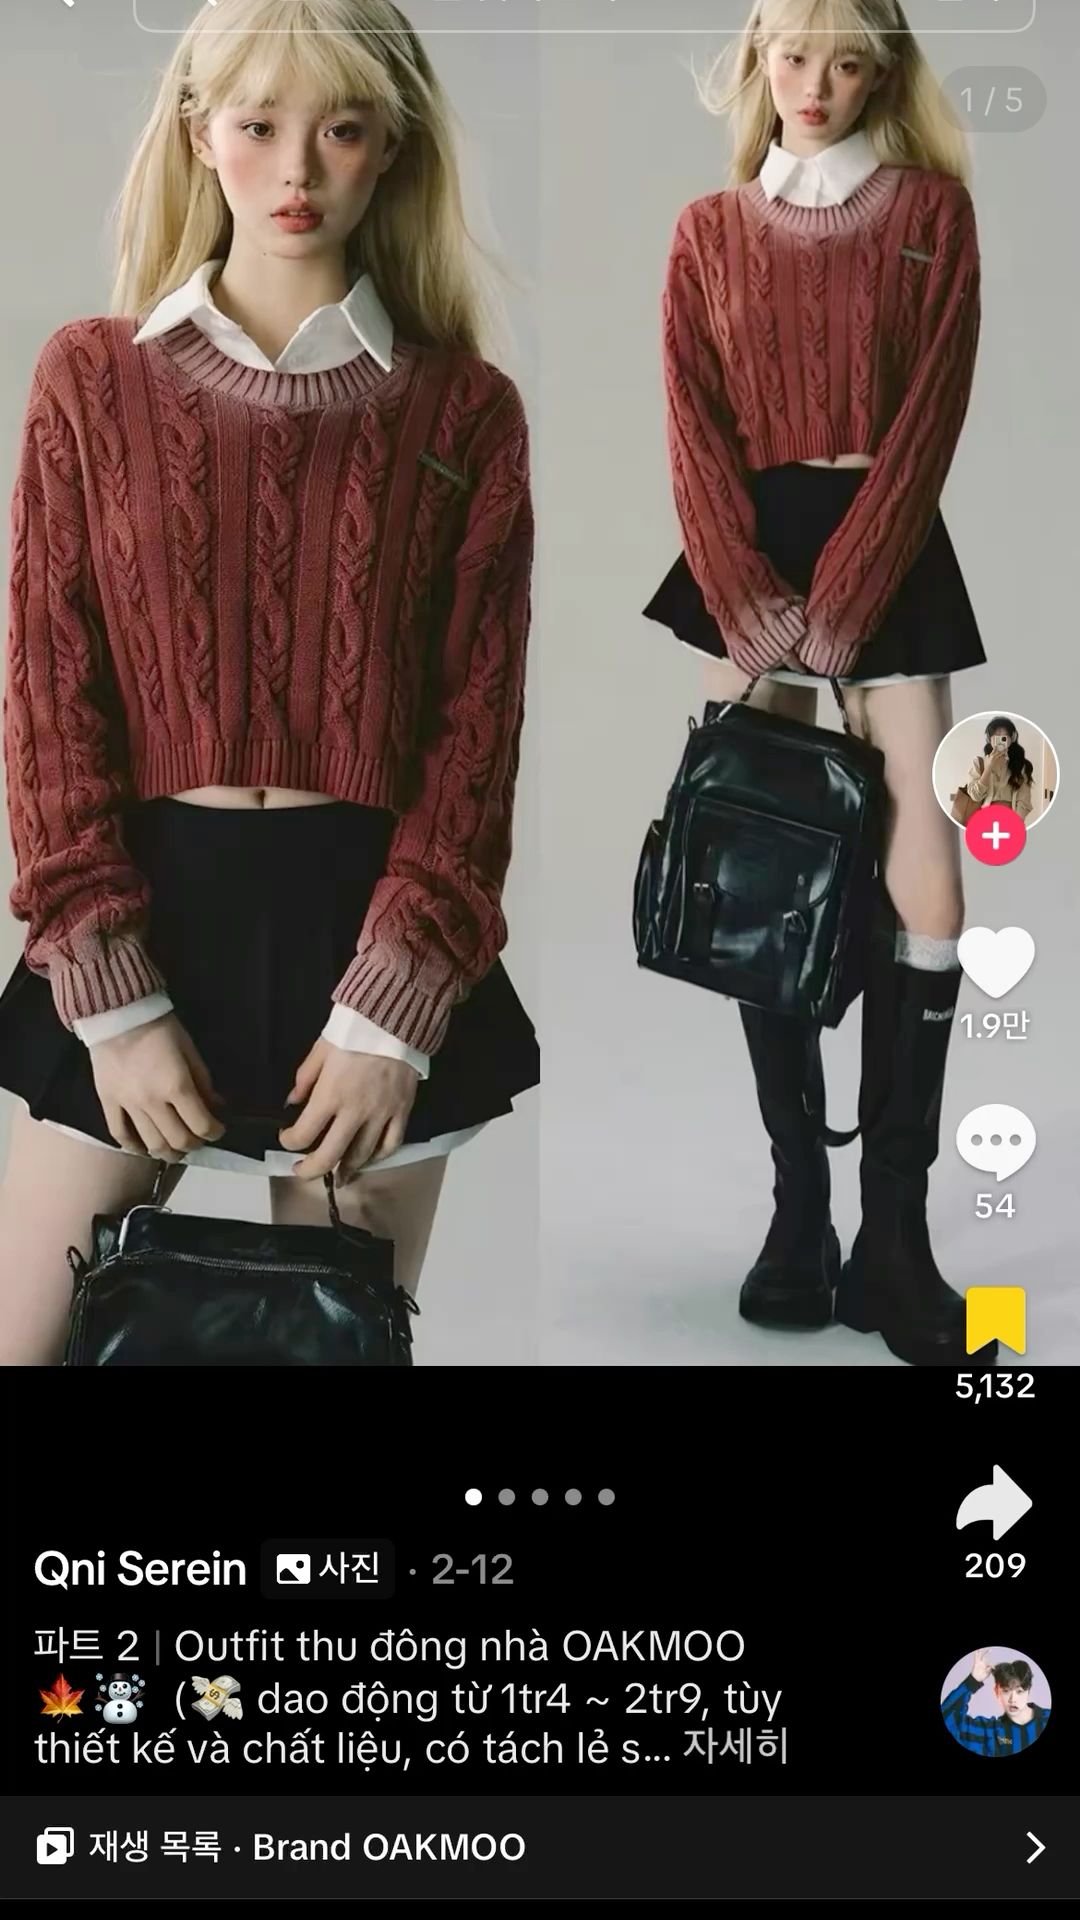 1 / 5
1.9만
54
5,132
209
Qni Serein 사진 · 2-12
파트 2 | Outfit thu đông nhà OAKMOO
🍁☃️ (💸 dao động từ 1tr4 ~ 2tr9, tùy
thiết kế và chất liệu, có tách lẻ s... 자세히
재생 목록 · Brand OAKMOO